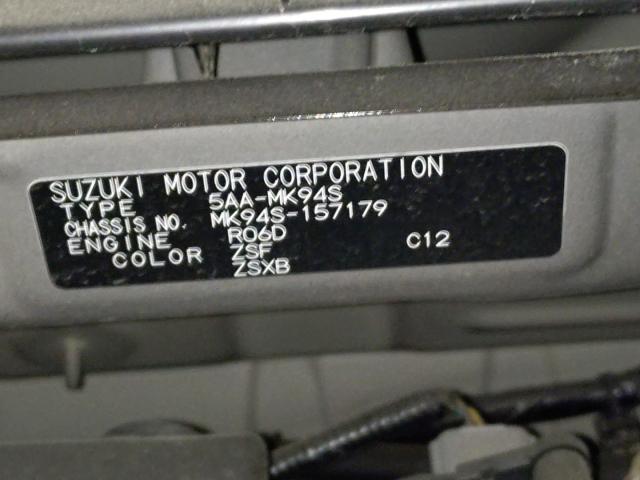 SUZUKI MOTOR CORPORATION
TYPE 5AA-MK94S
CHASSIS NO. MK94S-157179
ENGINE R06D
COLOR ZSF C12
ZSXB